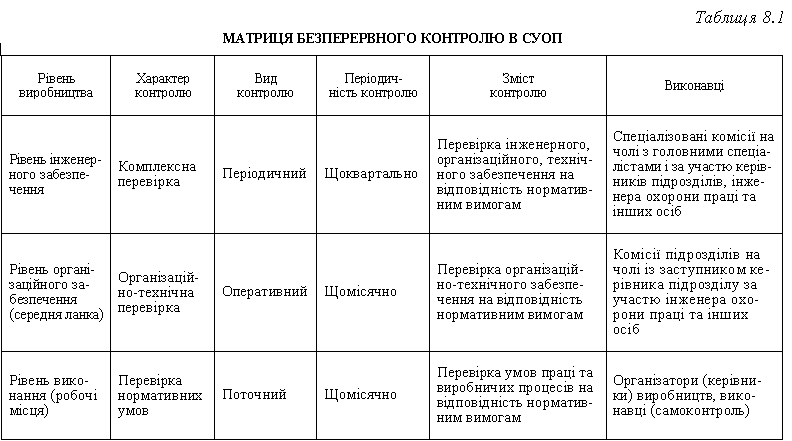 Таблиця 8.1
МАТРИЦЯ БЕЗПЕРЕРВНОГО КОНТРОЛЮ В СУОП
Рівень
виробництва
Характер
контролю
Вид
контролю
Періодич-
ність контролю
Зміст
контролю
Виконавці
Рівень інженер-
ного забезпе-
чення
Комплексна
перевірка
Періодичний
Щоквартально
Перевірка інженерного,
організаційного, техніч-
ного забезпечення на
відповідність норматив-
ним вимогам
Спеціалізовані комісії на
чолі з головними спеціа-
лістами і за участю керів-
ників підрозділів, інже-
нера охорони праці та
інших осіб
Рівень органі-
заційного за-
безпечення
(середня ланка)
Організацій-
но-технічна
перевірка
Оперативний
Щомісячно
Перевірка організацій-
но-технічного забезпе-
чення на відповідність
нормативним вимогам
Комісії підрозділів на
чолі із заступником ке-
рівника підрозділу за
участю інженера охо-
рони праці та інших
осіб
Рівень вико-
нання (робочі
місця)
Перевірка
нормативних
умов
Поточний
Щомісячно
Перевірка умов праці та
виробничих процесів на
відповідність норматив-
ним вимогам
Організатори (керівни-
ки) виробництв, вико-
навці (самоконтроль)